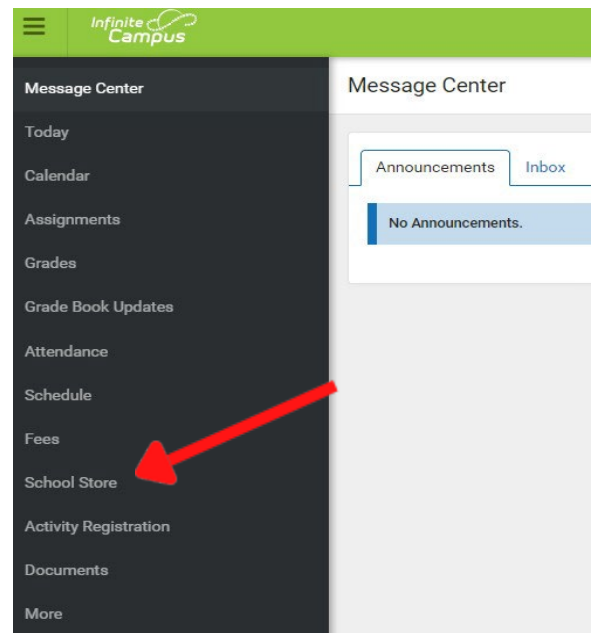 Infinite
Campus
Message Center
Today
Calendar
Assignments
Grades
Grade Book Updates
Attendance
Schedule
Fees
School Store
Activity Registration
Documents
More
Message Center
Announcements Inbox
No Announcements.